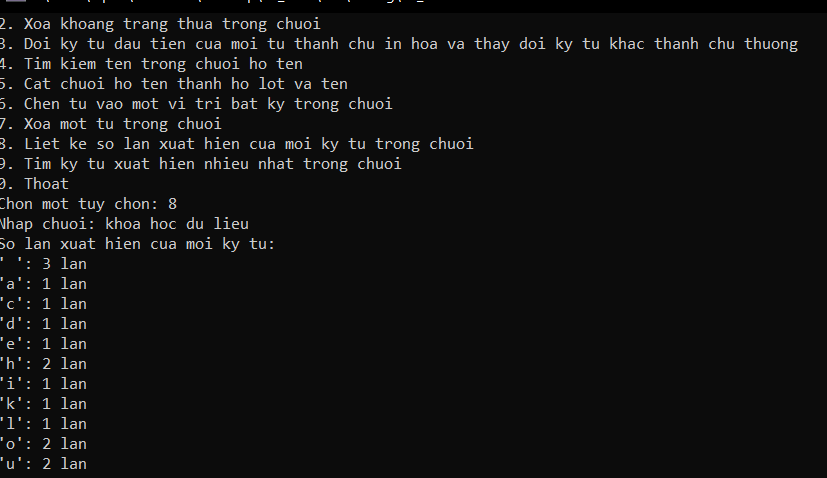 2. Xoa khoang trang thua trong chuoi
3. Doi ky tu dau tien cua moi tu thanh chu in hoa va thay doi ky tu khac thanh chu thuong
4. Tim kiem ten trong chuoi ho ten
5. Cat chuoi ho ten thanh ho lot va ten
6. Chen tu vao mot vi tri bat ky trong chuoi
7. Xoa mot tu trong chuoi
8. Liet ke so lan xuat hien cua moi ky tu trong chuoi
9. Tim ky tu xuat hien nhieu nhat trong chuoi
0. Thoat
Chon mot tuy chon: 8
Nhap chuoi: khoa hoc du lieu
So lan xuat hien cua moi ky tu:
' ': 3 lan
'a': 1 lan
'c': 1 lan
'd': 1 lan
'e': 1 lan
'h': 2 lan
'i': 1 lan
'k': 1 lan
'l': 1 lan
'o': 2 lan
'u': 2 lan